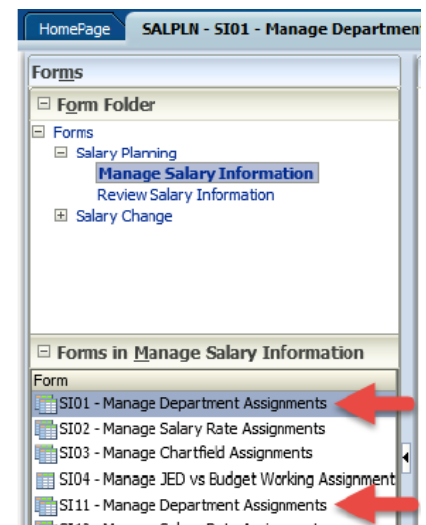 HomePage SALPLN - SI01 - Manage Departmen
Forms
Form Folder
Forms
Salary Planning
Manage Salary Information
Review Salary Information
Salary Change
Forms in Manage Salary Information
Form
SI01 - Manage Department Assignments
SI02 - Manage Salary Rate Assignments
SI03 - Manage Chartfield Assignments
SI04 - Manage JED vs Budget Working Assignment
SI11 - Manage Department Assignments